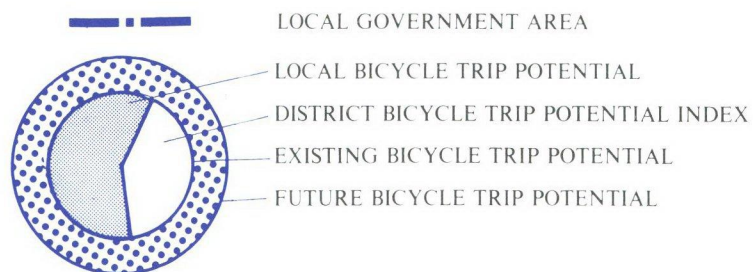 LOCAL GOVERNMENT AREA
LOCAL BICYCLE TRIP POTENTIAL
DISTRICT BICYCLE TRIP POTENTIAL INDEX
EXISTING BICYCLE TRIP POTENTIAL
FUTURE BICYCLE TRIP POTENTIAL